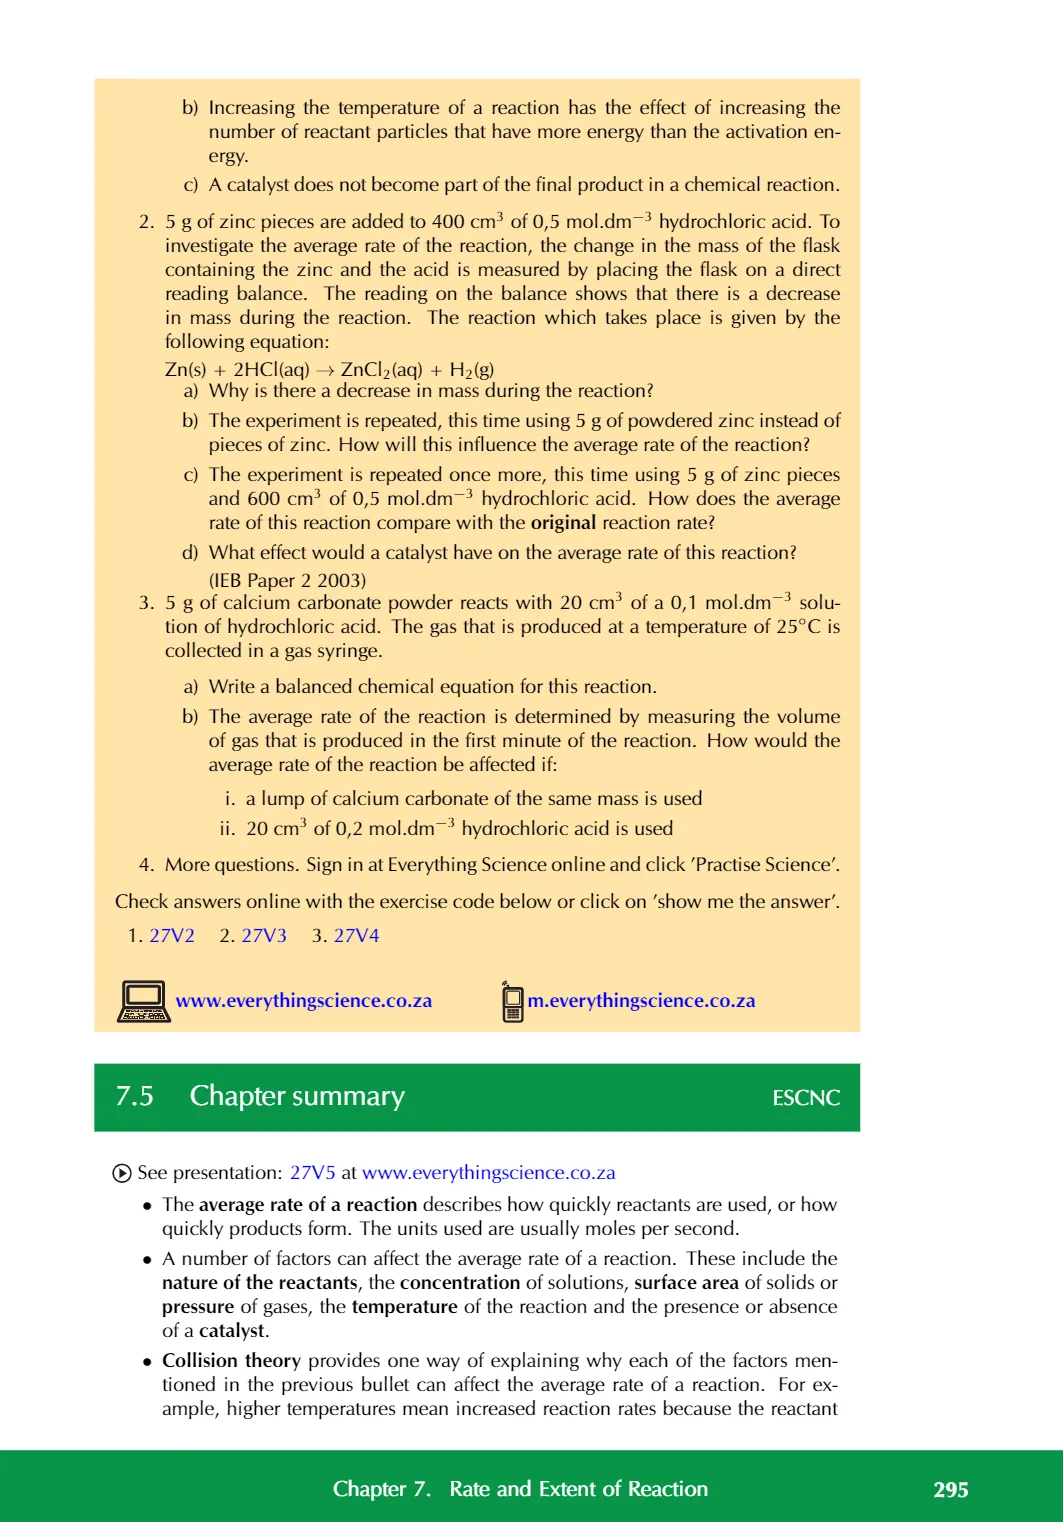 b) Increasing the temperature of a reaction has the effect of increasing the
number of reactant particles that have more energy than the activation en-
ergy.
c) A catalyst does not become part of the final product in a chemical reaction.
2. 5 g of zinc pieces are added to 400 cm³ of 0,5 mol.dm⁻³ hydrochloric acid. To
investigate the average rate of the reaction, the change in the mass of the flask
containing the zinc and the acid is measured by placing the flask on a direct
reading balance. The reading on the balance shows that there is a decrease
in mass during the reaction. The reaction which takes place is given by the
following equation:
Zn(s) + 2HCl(aq) → ZnCl₂(aq) + H₂(g)
a) Why is there a decrease in mass during the reaction?
b) The experiment is repeated, this time using 5 g of powdered zinc instead of
pieces of zinc. How will this influence the average rate of the reaction?
c) The experiment is repeated once more, this time using 5 g of zinc pieces
and 600 cm³ of 0,5 mol.dm⁻³ hydrochloric acid. How does the average
rate of this reaction compare with the original reaction rate?
d) What effect would a catalyst have on the average rate of this reaction?
(IEB Paper 2 2003)
3. 5 g of calcium carbonate powder reacts with 20 cm³ of a 0,1 mol.dm⁻³ solu-
tion of hydrochloric acid. The gas that is produced at a temperature of 25°C is
collected in a gas syringe.
a) Write a balanced chemical equation for this reaction.
b) The average rate of the reaction is determined by measuring the volume
of gas that is produced in the first minute of the reaction. How would the
average rate of the reaction be affected if:
i. a lump of calcium carbonate of the same mass is used
ii. 20 cm³ of 0,2 mol.dm⁻³ hydrochloric acid is used
4. More questions. Sign in at Everything Science online and click 'Practise Science'.
Check answers online with the exercise code below or click on 'show me the answer'.
1. 27V2 2. 27V3 3. 27V4
www.everythingscience.co.za m.everythingscience.co.za
7.5 Chapter summary ESCNC
See presentation: 27V5 at www.everythingscience.co.za
• The average rate of a reaction describes how quickly reactants are used, or how
quickly products form. The units used are usually moles per second.
• A number of factors can affect the average rate of a reaction. These include the
nature of the reactants, the concentration of solutions, surface area of solids or
pressure of gases, the temperature of the reaction and the presence or absence
of a catalyst.
• Collision theory provides one way of explaining why each of the factors men-
tioned in the previous bullet can affect the average rate of a reaction. For ex-
ample, higher temperatures mean increased reaction rates because the reactant
Chapter 7. Rate and Extent of Reaction 295